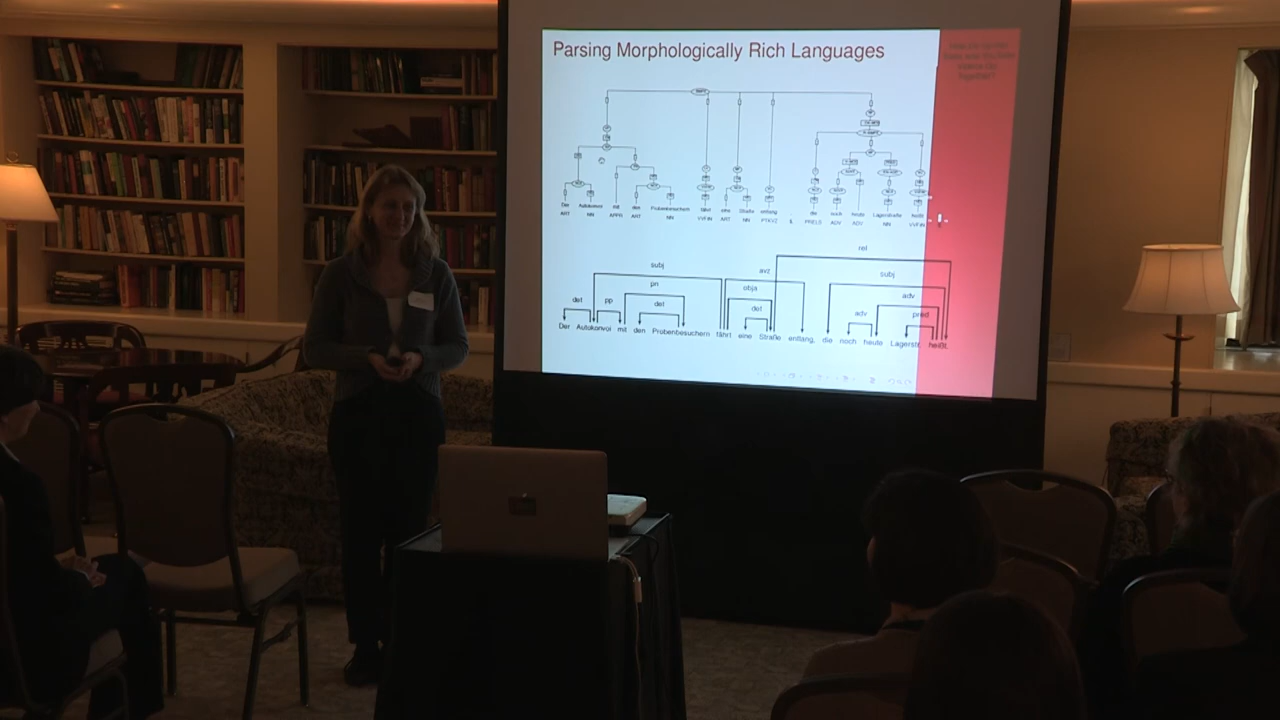 Parsing Morphologically Rich Languages
Der Autokonvoi mit den Probenbesuchern fährt eine Straße entlang die noch heute Lagerstraße heißt
ART NN APPR ART NN VVFIN ART NN PTKVZ $, PRELS ADV ADV NN VVFIN
rel
subj avz subj
pn obja adv
det pp det det adv pred
Der Autokonvoi mit den Probenbesuchern fährt eine Straße entlang, die noch heute Lagerstr. heißt.